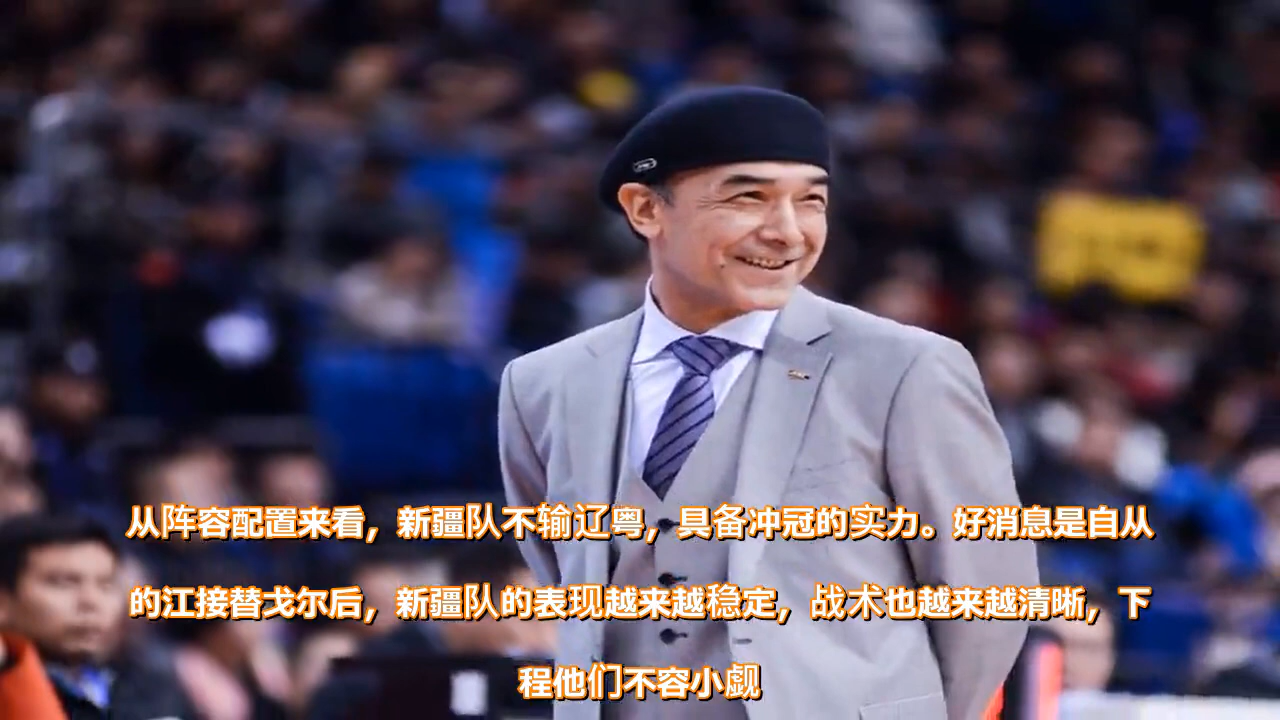 从阵容配置来看，新疆队不输辽粤，具备冲冠的实力。好消息是自从
的江接替戈尔后，新疆队的表现越来越稳定，战术也越来越清晰，下
程他们不容小觑